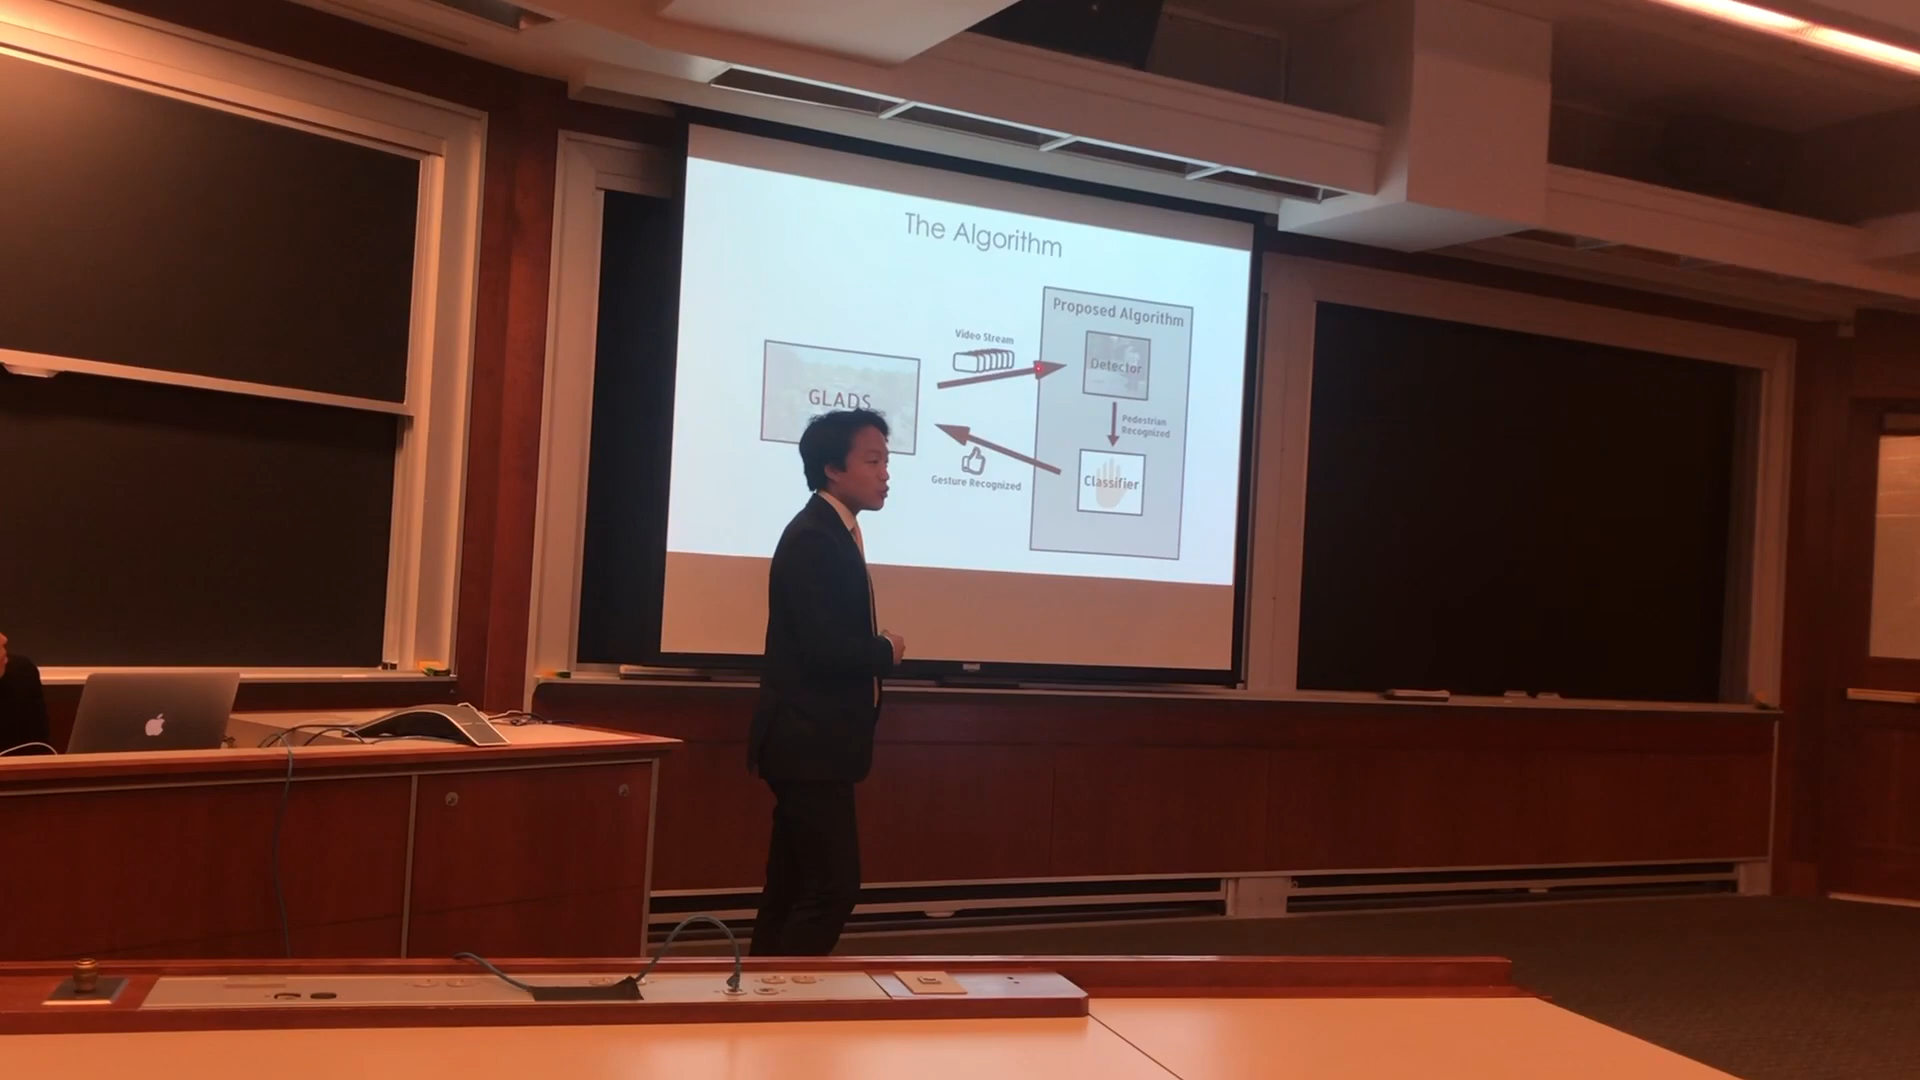 The Algorithm
Proposed Algorithm
Video Stream
Detector
GLADS
Pedestrian
Recognized
Gesture Recognized
Classifier